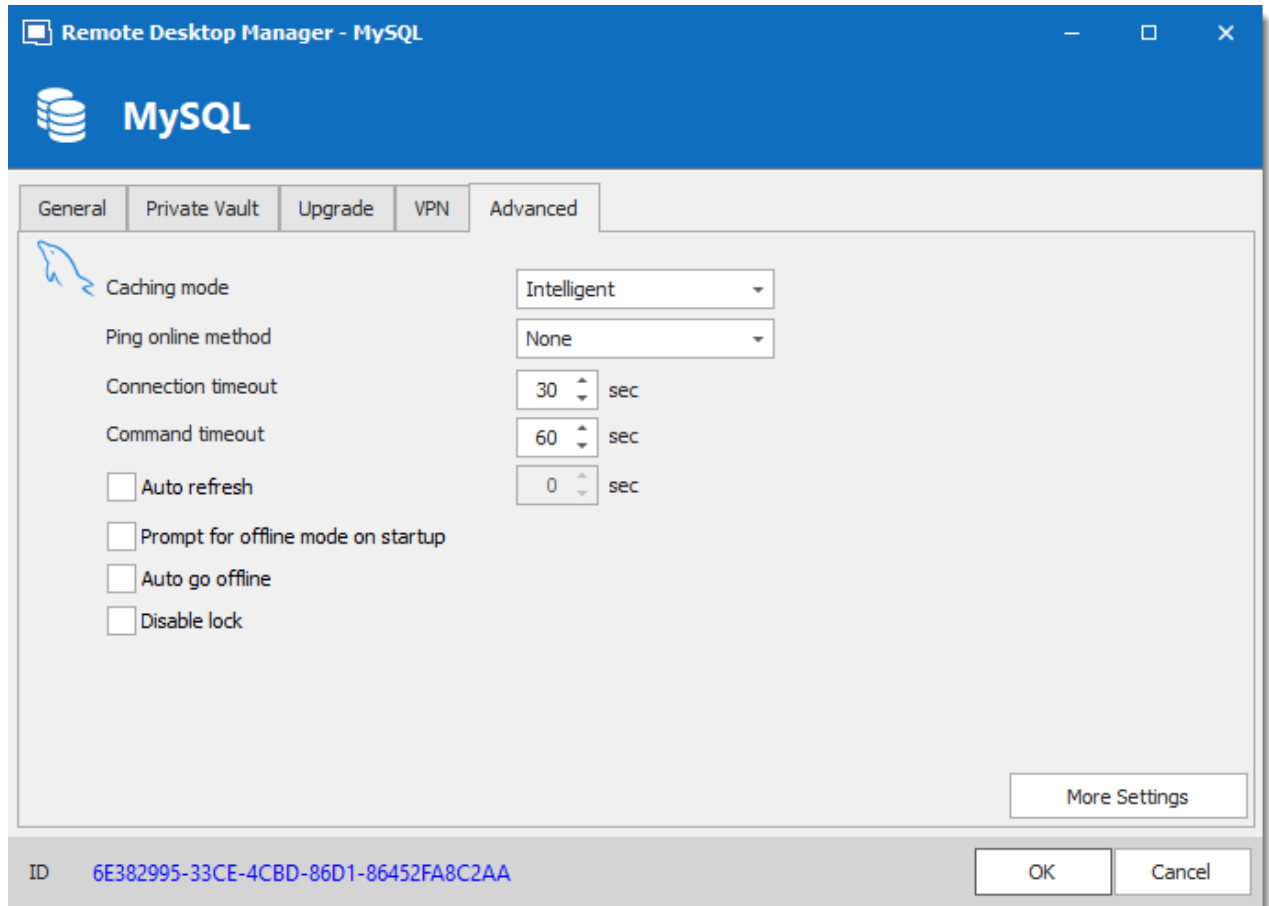 Remote Desktop Manager - MySQL
MySQL
General Private Vault Upgrade VPN Advanced
Caching mode Intelligent
Ping online method None
Connection timeout 30 sec
Command timeout 60 sec
Auto refresh 0 sec
Prompt for offline mode on startup
Auto go offline
Disable lock
More Settings
ID 6E382995-33CE-4CBD-86D1-86452FA8C2AA OK Cancel